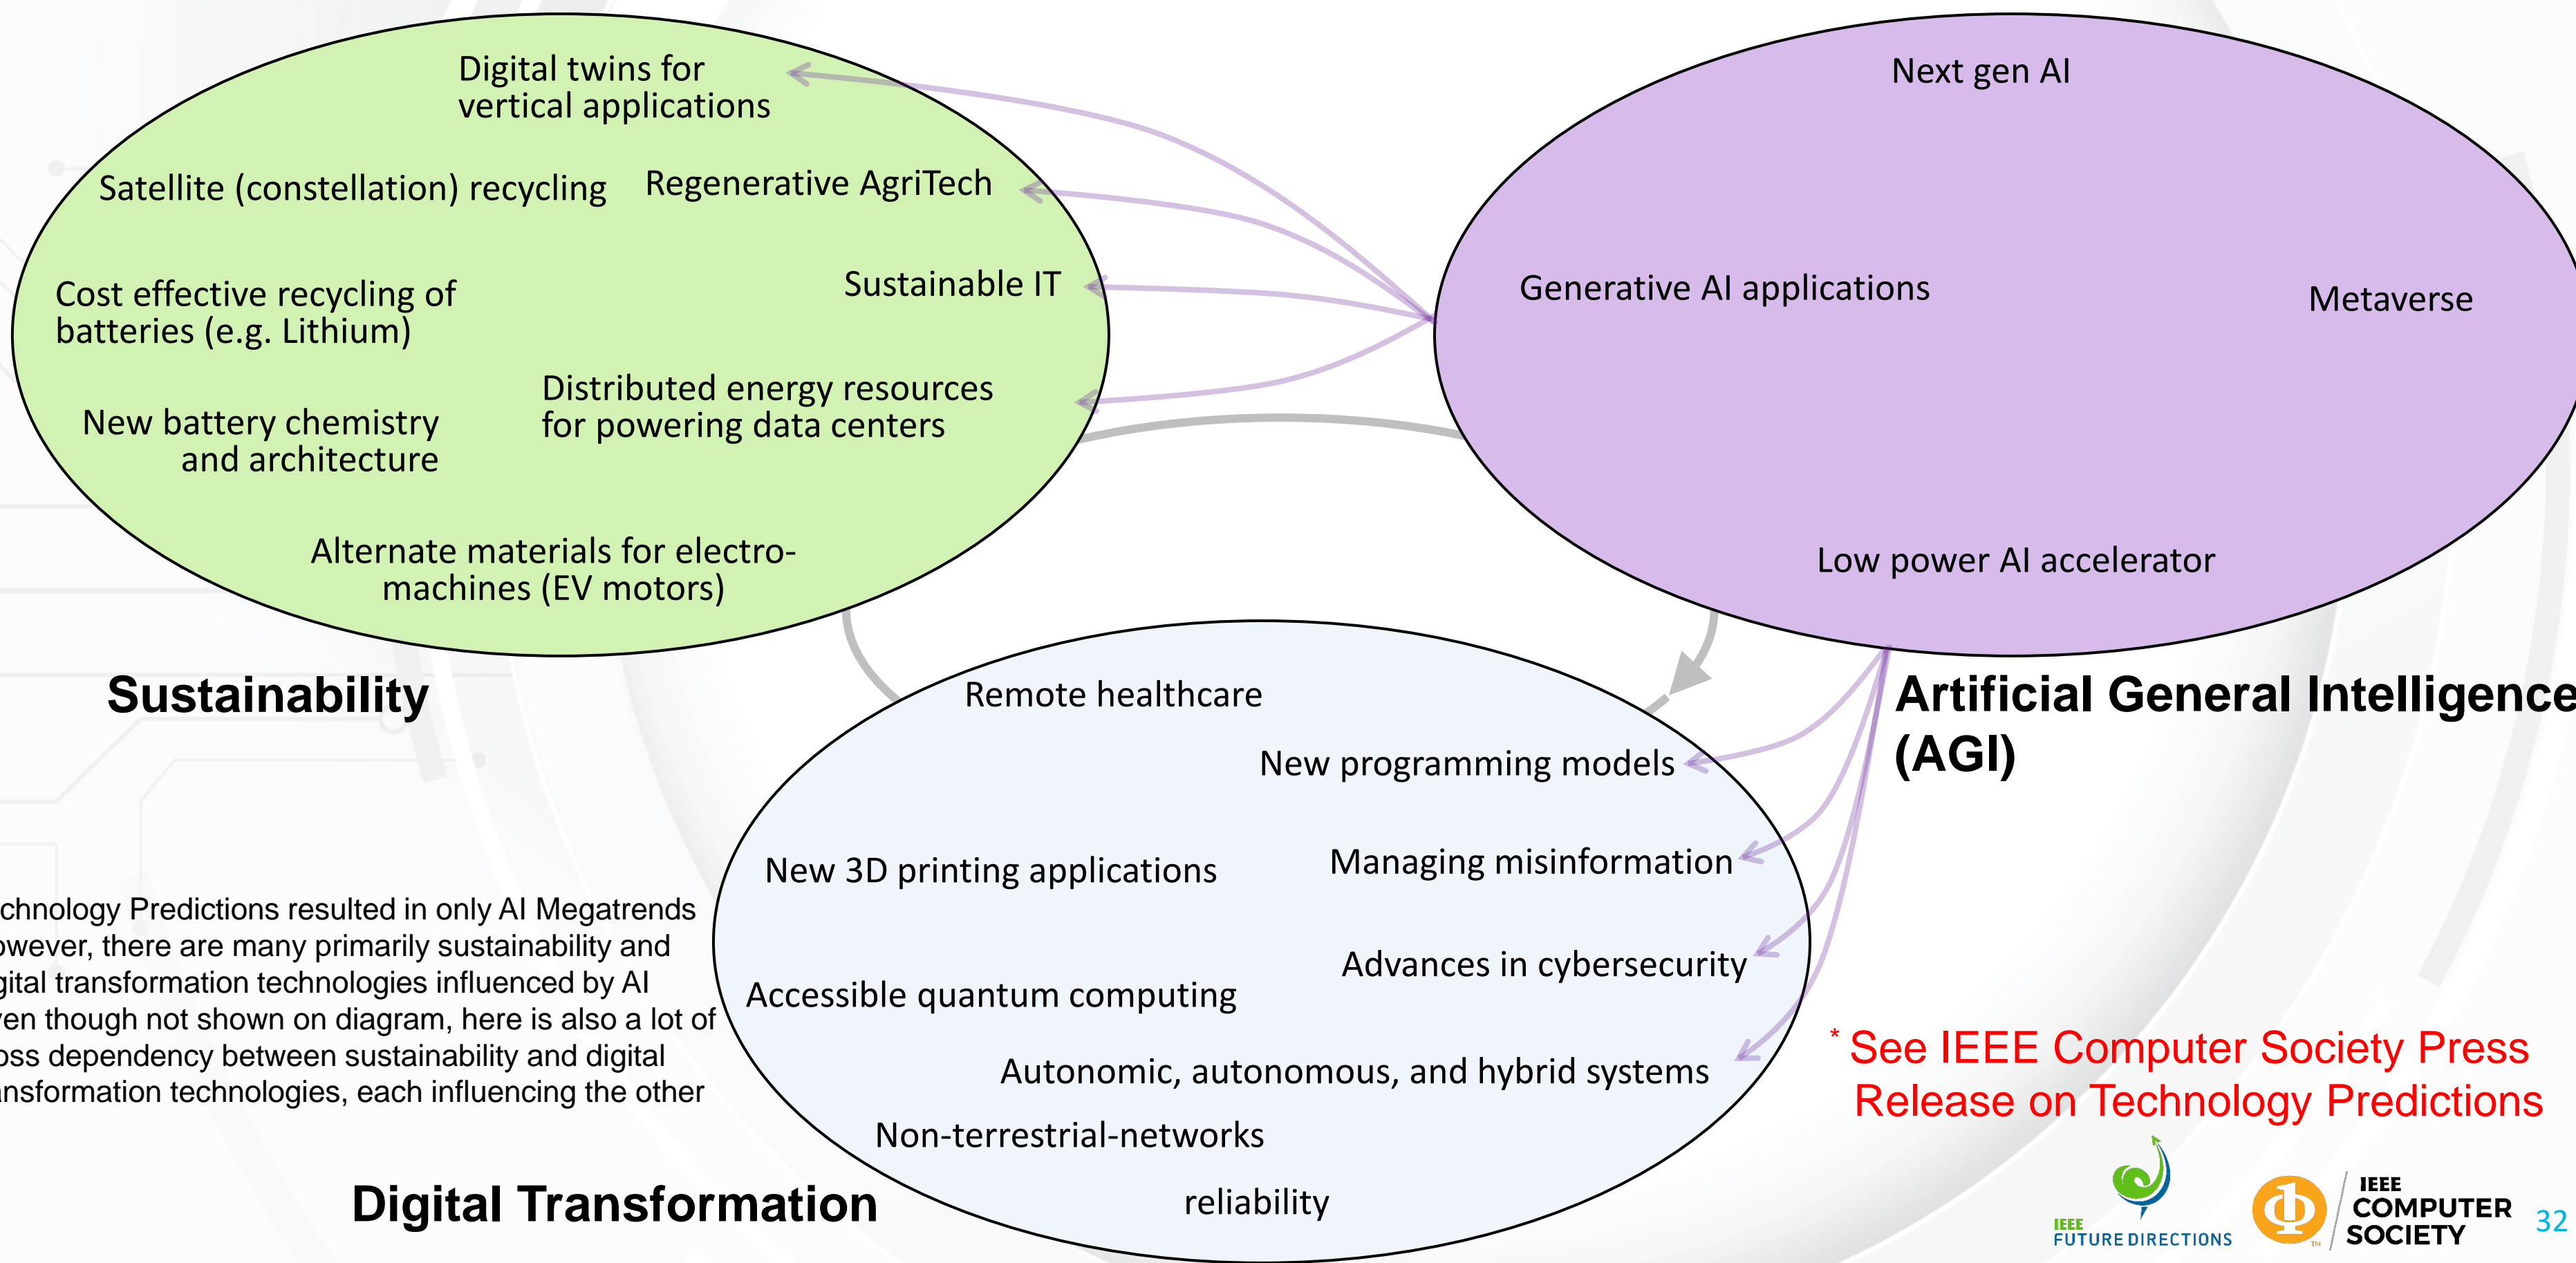 Digital twins for
vertical applications
Satellite (constellation) recycling
Regenerative AgriTech
Sustainable IT
Cost effective recycling of
batteries (e.g. Lithium)
Distributed energy resources
for powering data centers
New battery chemistry
and architecture
Alternate materials for electro-
machines (EV motors)
Sustainability
Next gen AI
Generative AI applications
Metaverse
Low power AI accelerator
Artificial General Intelligence
(AGI)
Remote healthcare
New programming models
New 3D printing applications
Managing misinformation
Advances in cybersecurity
Accessible quantum computing
Autonomic, autonomous, and hybrid systems
Non-terrestrial-networks
reliability
Digital Transformation
chnology Predictions resulted in only AI Megatrends
owever, there are many primarily sustainability and
gital transformation technologies influenced by AI
ven though not shown on diagram, here is also a lot of
oss dependency between sustainability and digital
ansformation technologies, each influencing the other
* See IEEE Computer Society Press
Release on Technology Predictions
IEEE
FUTURE DIRECTIONS
TM
IEEE
COMPUTER
SOCIETY
32